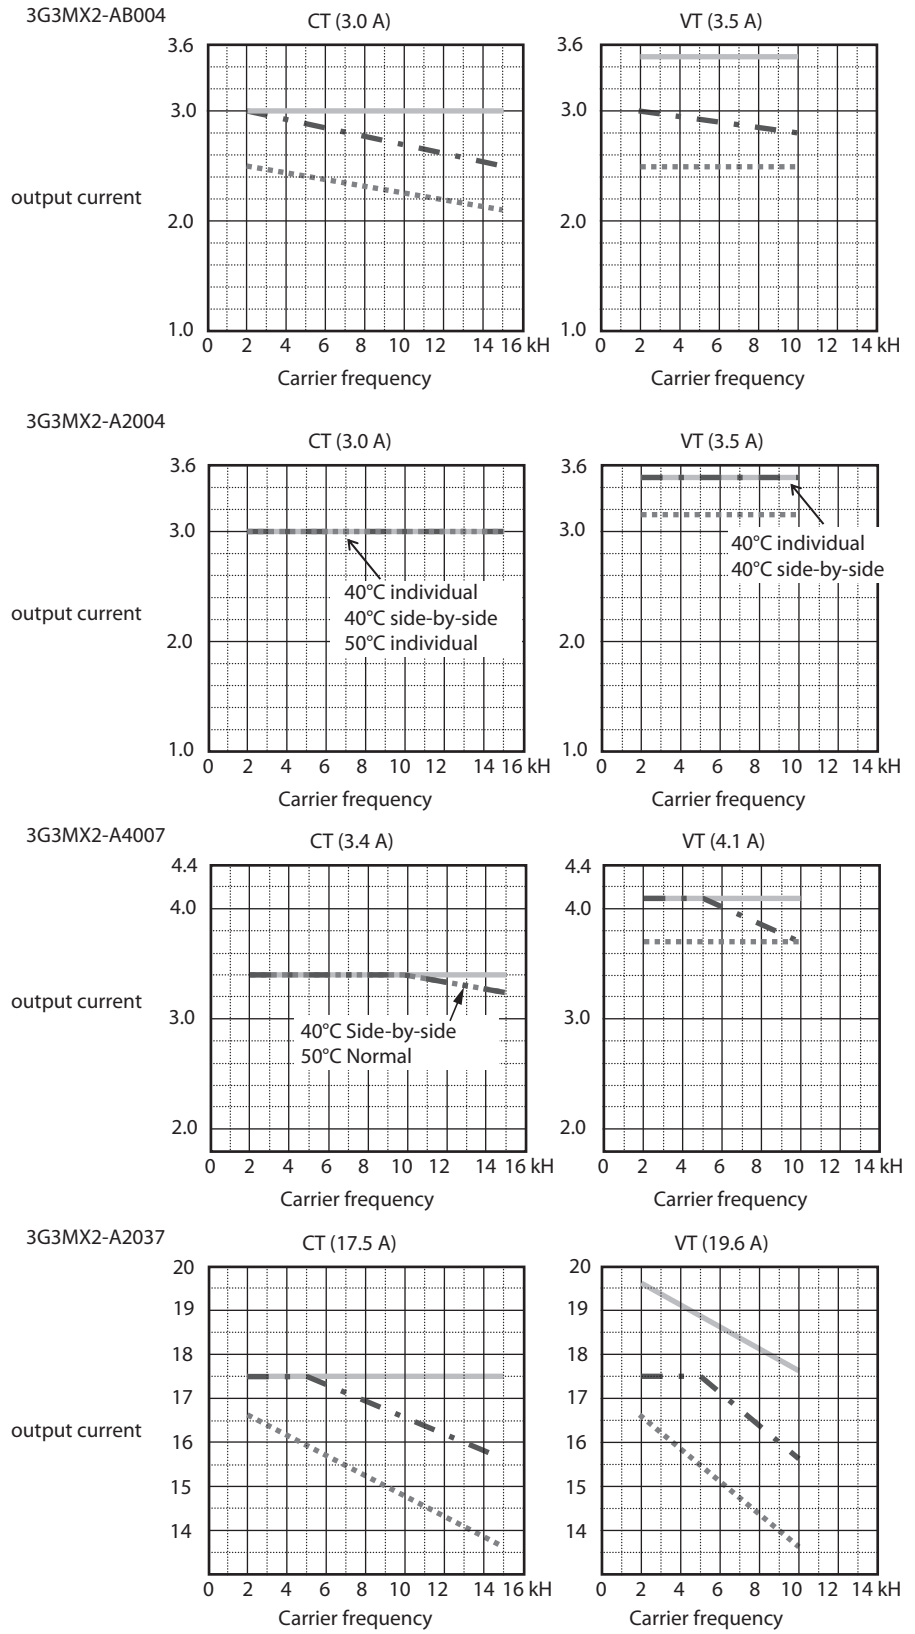 3G3MX2-AB004
CT (3.0 A)
VT (3.5 A)
3.6
3.0
output current
2.0
1.0
0 2 4 6 8 10 12 14 16 kH
Carrier frequency
3.6
3.0
2.0
1.0
0 2 4 6 8 10 12 14 kH
Carrier frequency
3G3MX2-A2004
CT (3.0 A)
VT (3.5 A)
3.6
3.0
40°C individual
40°C side-by-side
50°C individual
output current
2.0
1.0
0 2 4 6 8 10 12 14 16 kH
Carrier frequency
3.6
3.0
40°C individual
40°C side-by-side
2.0
1.0
0 2 4 6 8 10 12 14 kH
Carrier frequency
3G3MX2-A4007
CT (3.4 A)
VT (4.1 A)
4.4
4.0
output current
3.0
40°C Side-by-side
50°C Normal
2.0
0 2 4 6 8 10 12 14 16 kH
Carrier frequency
4.4
4.0
3.0
2.0
0 2 4 6 8 10 12 14 kH
Carrier frequency
3G3MX2-A2037
CT (17.5 A)
VT (19.6 A)
20
19
18
17
output current
16
15
14
0 2 4 6 8 10 12 14 16 kH
Carrier frequency
20
19
18
17
16
15
14
0 2 4 6 8 10 12 14 kH
Carrier frequency